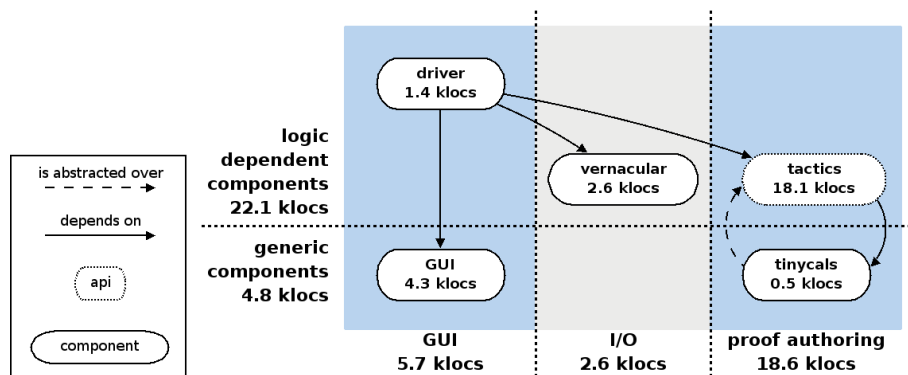 driver
1.4 klocs
logic
dependent
components
22.1 klocs
vernacular
2.6 klocs
tactics
18.1 klocs
generic
components
4.8 klocs
GUI
4.3 klocs
tinycals
0.5 klocs
GUI
5.7 klocs
I/O
2.6 klocs
proof authoring
18.6 klocs
is abstracted over
depends on
api
component